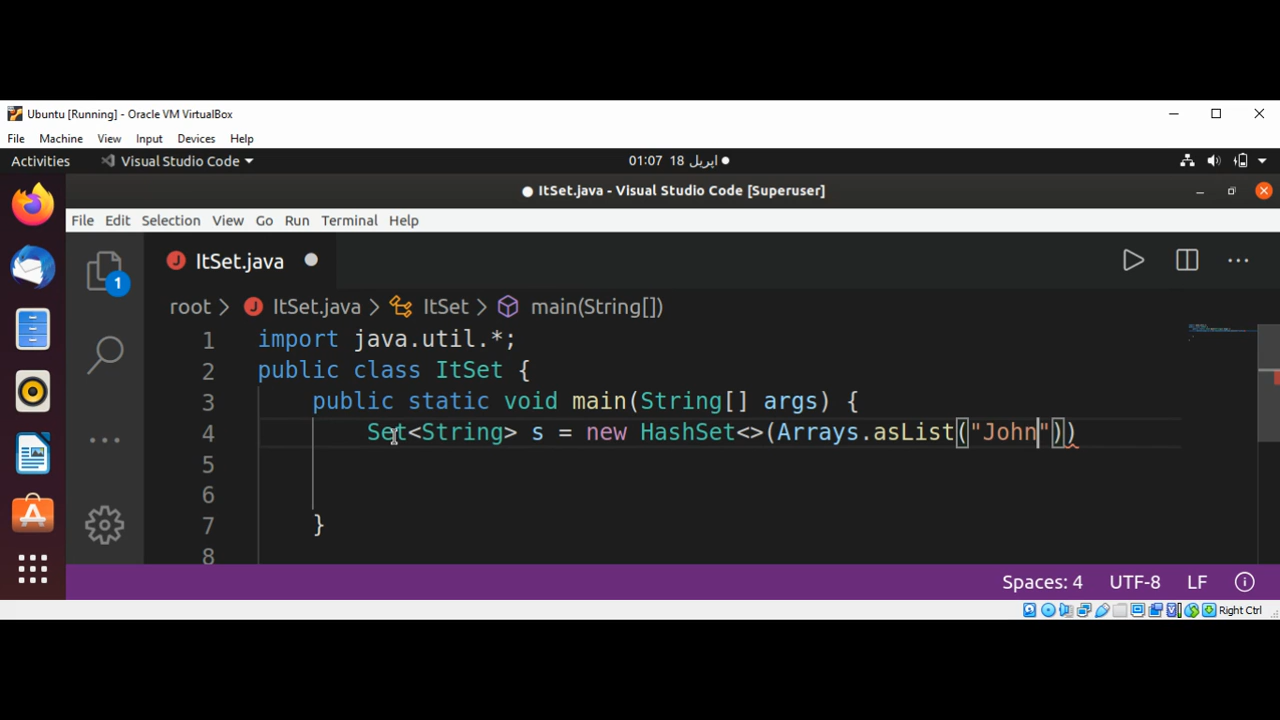 Ubuntu [Running] - Oracle VM VirtualBox
File Machine View Input Devices Help
Activities Visual Studio Code 01:07 18 اپریل
ItSet.java - Visual Studio Code [Superuser]
File Edit Selection View Go Run Terminal Help
1
ItSet.java
root > ItSet.java > ItSet > main(String[])
1 import java.util.*;
2 public class ItSet {
3 public static void main(String[] args) {
4 Set<String> s = new HashSet<>(Arrays.asList("John"))
5
6
7 }
8
Spaces: 4 UTF-8 LF
Right Ctrl